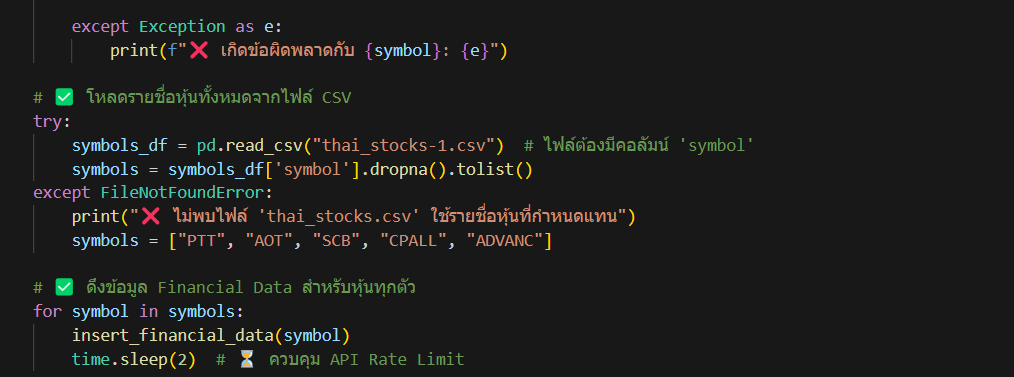 except Exception as e:
        print(f"❌ เกิดข้อผิดพลาดกับ {symbol}: {e}")
# ✅ โหลดรายชื่อหุ้นทั้งหมดจากไฟล์ CSV
try:
    symbols_df = pd.read_csv("thai_stocks-1.csv")  # ไฟล์ต้องมีคอลัมน์ 'symbol'
    symbols = symbols_df['symbol'].dropna().tolist()
except FileNotFoundError:
    print("❌ ไม่พบไฟล์ 'thai_stocks.csv' ใช้รายชื่อหุ้นที่กำหนดแทน")
    symbols = ["PTT", "AOT", "SCB", "CPALL", "ADVANC"]
# ✅ ดึงข้อมูล Financial Data สำหรับหุ้นทุกตัว
for symbol in symbols:
    insert_financial_data(symbol)
    time.sleep(2)  # ⏳ ควบคุม API Rate Limit